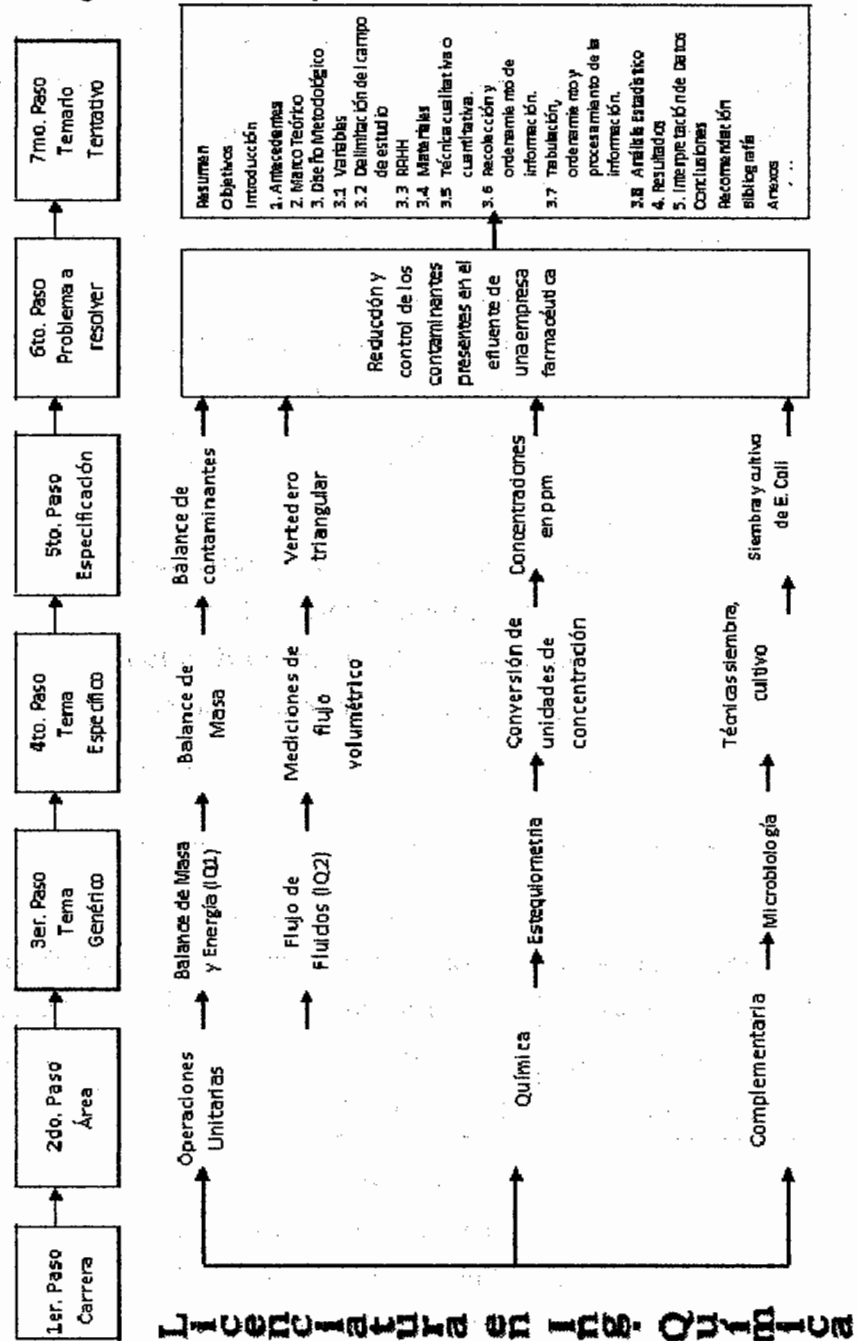 1er. Paso
Carrera
2do. Paso
Área
3er. Paso
Tema
Genérico
4to. Paso
Tema
Específico
5to. Paso
Especificación
6to. Paso
Problema a
resolver
7mo. Paso
Temario
Tentativo
Licenciatura en Ing. Química
Operaciones
Unitarias
Balance de Masa
y Energía (IQ1)
Balance de
Masa
Balance de
contaminantes
Flujo de
Fluidos (IQ2)
Mediciones de
flujo
volumétrico
Vertedero
triangular
Química
Estequiometria
Conversión de
unidades de
concentración
Concentraciones
en ppm
Complementaria
Microbiología
Técnicas siembra,
cultivo
Siembra y cultivo
de E. Coli
Reducción y
control de los
contaminantes
presentes en el
efluente de
una empresa
farmacéutica
Resumen
Objetivos
Introducción
1. Antecedentes
2. Marco Teórico
3. Diseño Metodológico
3.1 Variables
3.2 Delimitación del campo
de estudio
3.3 RRHH
3.4 Materiales
3.5 Técnica cualitativa o
cuantitativa.
3.6 Recolección y
ordenamiento de
información.
3.7 Tabulación,
ordenamiento y
procesamiento de la
información.
3.8 Análisis Estadístico
4. Resultados
5. Interpretación de Datos
Conclusiones
Recomendación
Bibliografía
Anexos